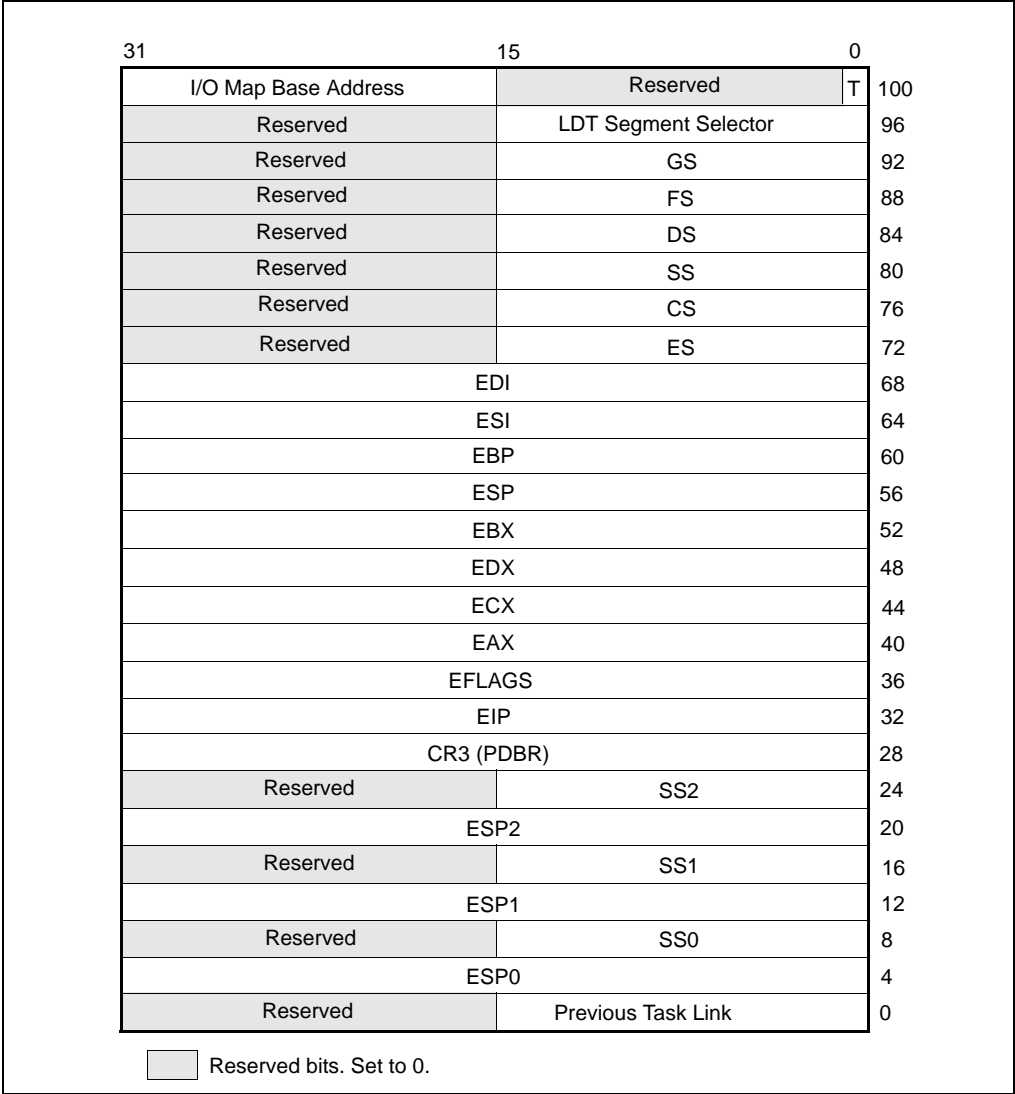 31 15 0
I/O Map Base Address Reserved T 100
Reserved LDT Segment Selector 96
Reserved GS 92
Reserved FS 88
Reserved DS 84
Reserved SS 80
Reserved CS 76
Reserved ES 72
EDI 68
ESI 64
EBP 60
ESP 56
EBX 52
EDX 48
ECX 44
EAX 40
EFLAGS 36
EIP 32
CR3 (PDBR) 28
Reserved SS2 24
ESP2 20
Reserved SS1 16
ESP1 12
Reserved SS0 8
ESP0 4
Reserved Previous Task Link 0
Reserved bits. Set to 0.